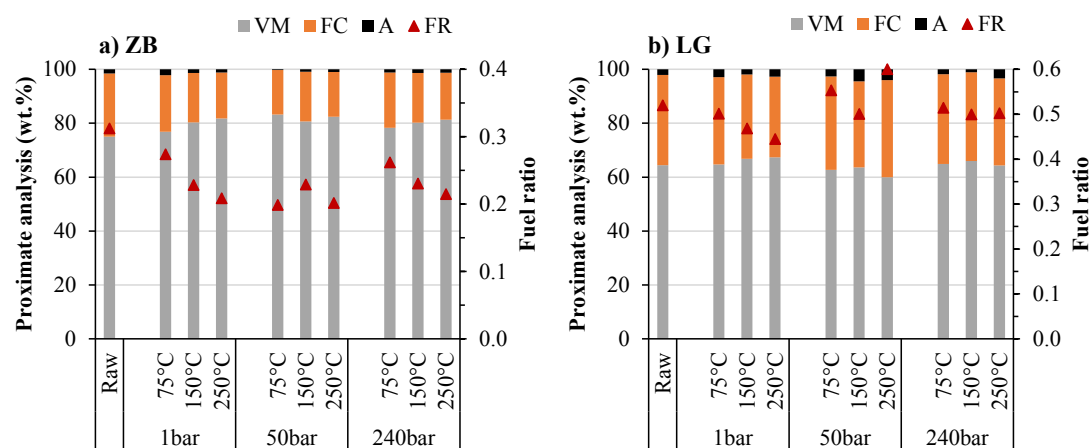 VM FC A FR
a) ZB
Proximate analysis (wt.%)
100
80
60
40
20
0
0.4
0.3
0.2
0.1
0.0
Fuel ratio
Raw 75°C 150°C 250°C 75°C 150°C 250°C 75°C 150°C 250°C
1bar 50bar 240bar
VM FC A FR
b) LG
Proximate analysis (wt.%)
100
80
60
40
20
0
0.6
0.5
0.4
0.3
0.2
0.1
0.0
Fuel ratio
Raw 75°C 150°C 250°C 75°C 150°C 250°C 75°C 150°C 250°C
1bar 50bar 240bar